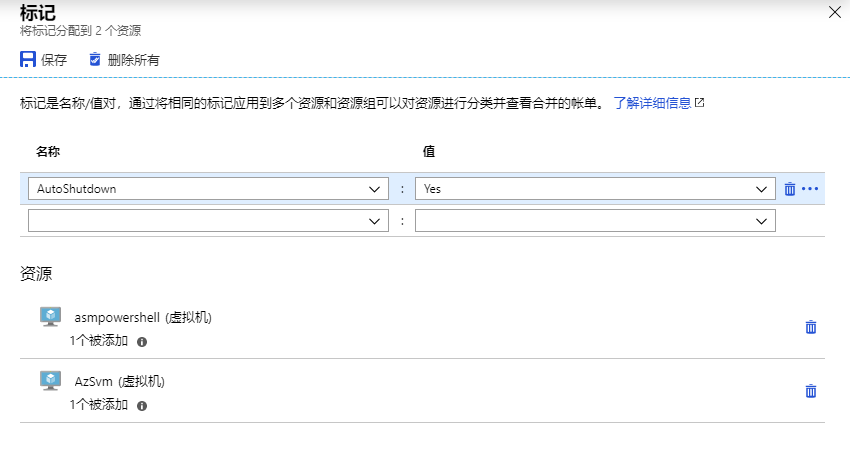 标记
将标记分配到 2 个资源
保存 删除所有
标记是名称/值对，通过将相同的标记应用到多个资源和资源组可以对资源进行分类并查看合并的帐单。 了解详细信息
名称 值
AutoShutdown : Yes
:
资源
asmpowershell (虚拟机)
1个被添加
AzSvm (虚拟机)
1个被添加